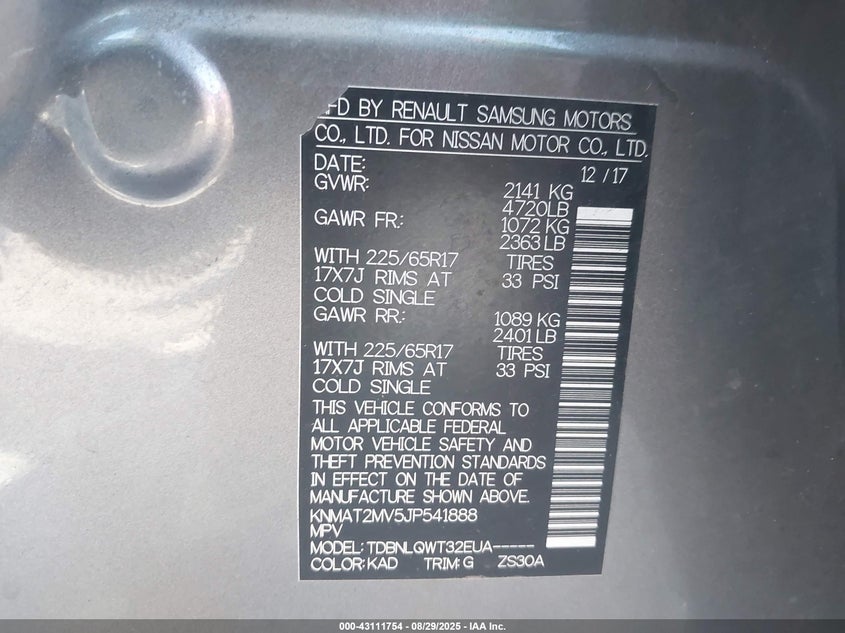 MFD BY RENAULT SAMSUNG MOTORS
CO., LTD. FOR NISSAN MOTOR CO., LTD.
DATE: 12 / 17
GVWR: 2141 KG
4720LB
GAWR FR.: 1072 KG
2363 LB
WITH 225/65R17 TIRES
17X7J RIMS AT 33 PSI
COLD SINGLE
GAWR RR.: 1089 KG
2401 LB
WITH 225/65R17 TIRES
17X7J RIMS AT 33 PSI
COLD SINGLE
THIS VEHICLE CONFORMS TO
ALL APPLICABLE FEDERAL
MOTOR VEHICLE SAFETY AND
THEFT PREVENTION STANDARDS
IN EFFECT ON THE DATE OF
MANUFACTURE SHOWN ABOVE.
KNMAT2MV5JP541888
MPV
MODEL: TDBNLQWT32EUA-----
COLOR: KAD TRIM: G ZS30A
000-43111754 - 08/29/2025 - IAA Inc.